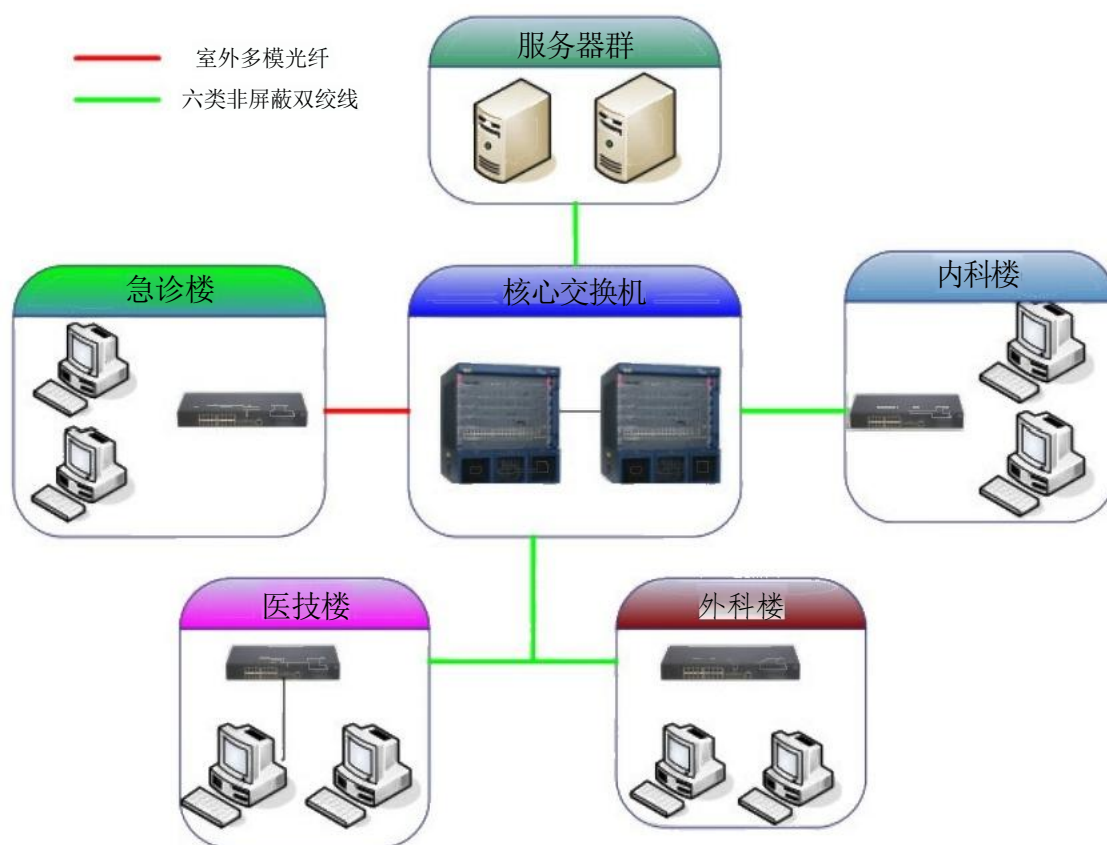 室外多模光纤
六类非屏蔽双绞线
服务器群
急诊楼
核心交换机
内科楼
医技楼
外科楼